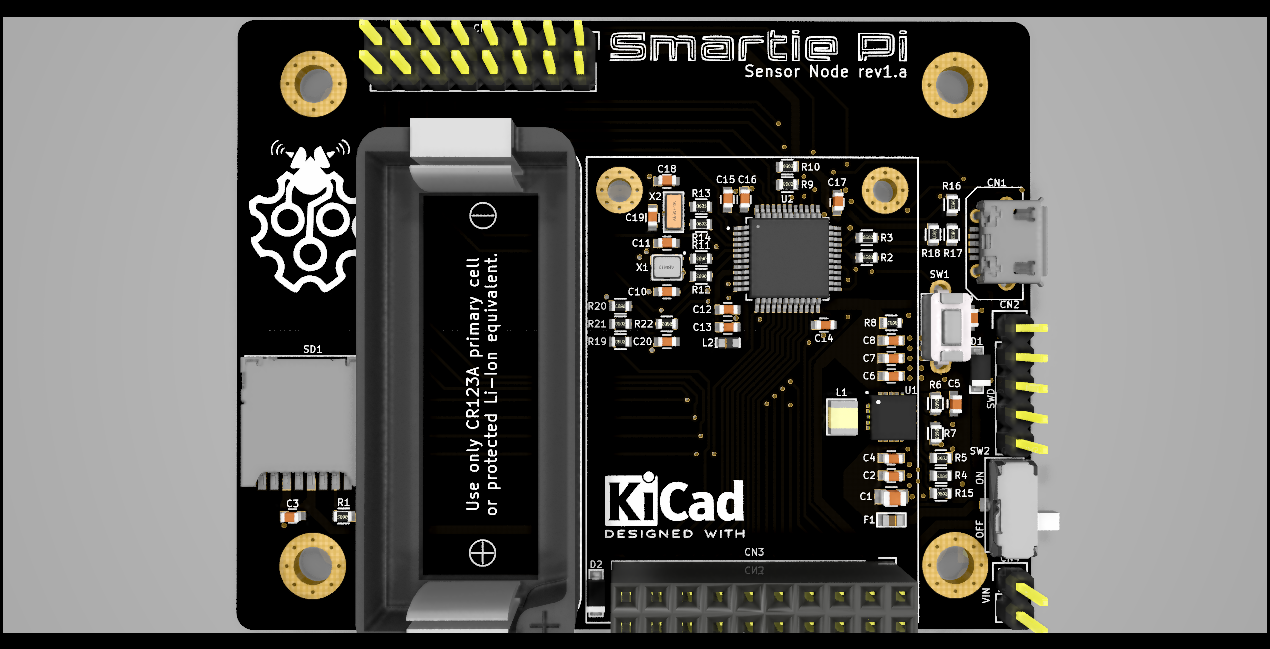 Smartie Pi
Sensor Node rev1.a
C18
R10
C15 C16
R9
C17
X2
R13
U2
R16
CN1
C19
R14
R11
C11
R3
X1
R2
R18 R17
R12
C10
SW1
R20
C12
CN2
R21
R22
C13
R8
R19
C20
L2
C14
C8
D1
SD1
C7
C6
R6 C5
L1
U1
SWD
R7
Use only CR123A primary cell
or protected Li-Ion equivalent.
SW2
C4
R5
C2
R4
ON
C3
R1
C1
R15
KiCad
F1
OFF
DESIGNED WITH
CN3
CN3
D2
VIN